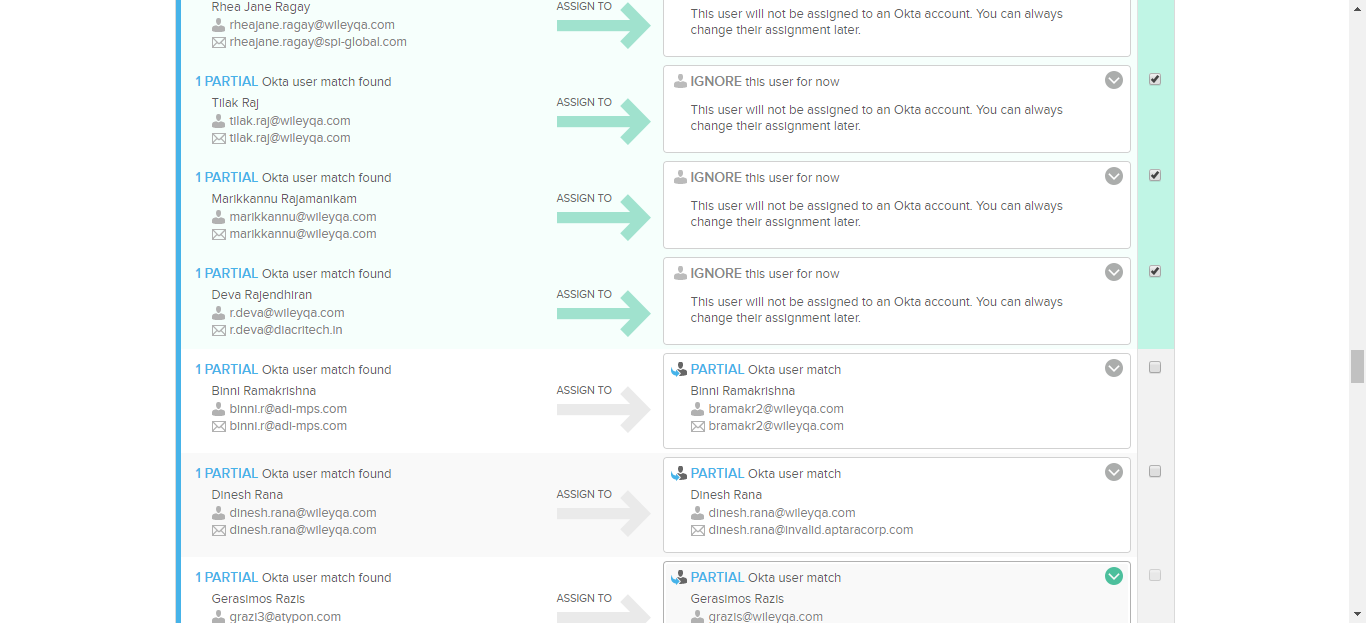 Rhea Jane Ragay
rheajane.ragay@wileyqa.com
rheajane.ragay@spi-global.com
ASSIGN TO
This user will not be assigned to an Okta account. You can always
change their assignment later.
1 PARTIAL Okta user match found
Tilak Raj
tilak.raj@wileyqa.com
tilak.raj@wileyqa.com
ASSIGN TO
IGNORE this user for now
This user will not be assigned to an Okta account. You can always
change their assignment later.
1 PARTIAL Okta user match found
Marikkannu Rajamanikam
marikkannu@wileyqa.com
marikkannu@wileyqa.com
ASSIGN TO
IGNORE this user for now
This user will not be assigned to an Okta account. You can always
change their assignment later.
1 PARTIAL Okta user match found
Deva Rajendhiran
r.deva@wileyqa.com
r.deva@diacritech.in
ASSIGN TO
IGNORE this user for now
This user will not be assigned to an Okta account. You can always
change their assignment later.
1 PARTIAL Okta user match found
Binni Ramakrishna
binni.r@adi-mps.com
binni.r@adi-mps.com
ASSIGN TO
PARTIAL Okta user match
Binni Ramakrishna
bramakr2@wileyqa.com
bramakr2@wileyqa.com
1 PARTIAL Okta user match found
Dinesh Rana
dinesh.rana@wileyqa.com
dinesh.rana@wileyqa.com
ASSIGN TO
PARTIAL Okta user match
Dinesh Rana
dinesh.rana@wileyqa.com
dinesh.rana@invalid.aptaracorp.com
1 PARTIAL Okta user match found
Gerasimos Razis
grazi3@atypon.com
ASSIGN TO
PARTIAL Okta user match
Gerasimos Razis
grazis@wileyqa.com